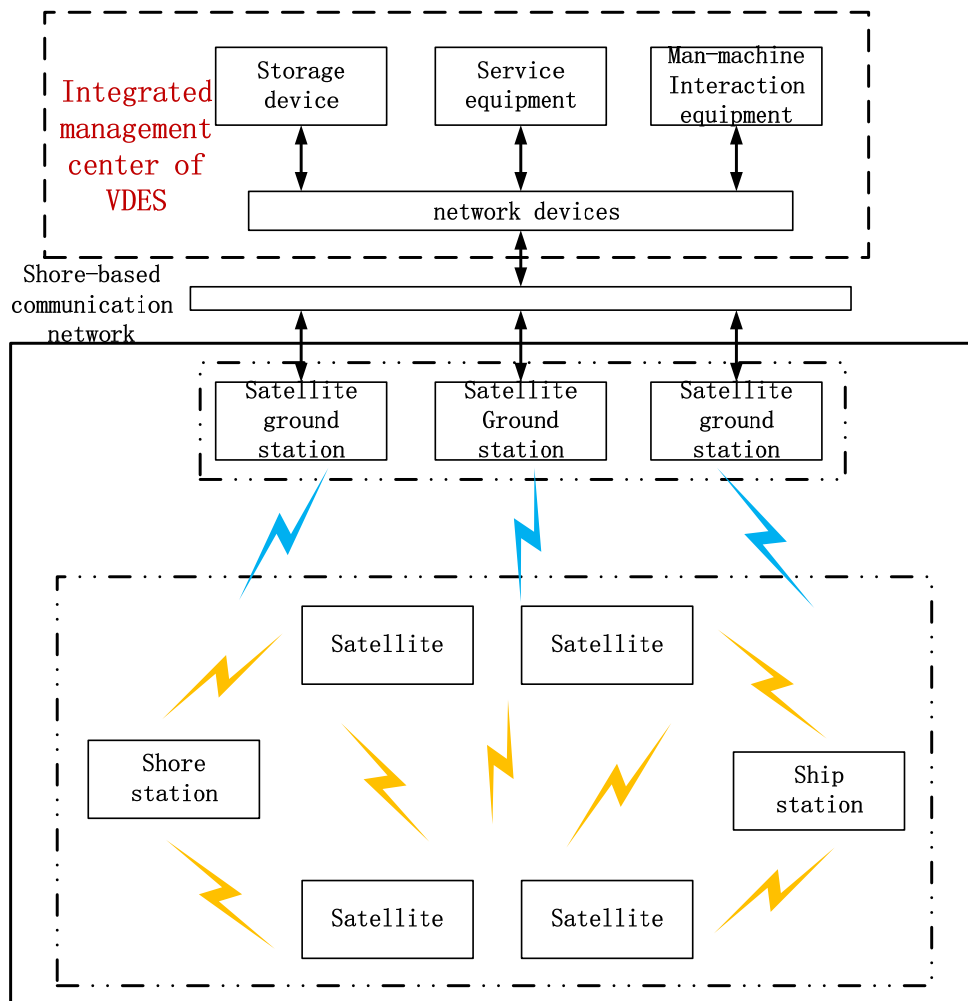 Storage
device
Service
equipment
Man-machine
Interaction
equipment
Integrated
management
center of
VDES
network devices
Shore-based
communication
network
Satellite
ground
station
Satellite
Ground
station
Satellite
ground
station
Satellite
Satellite
Shore
station
Ship
station
Satellite
Satellite